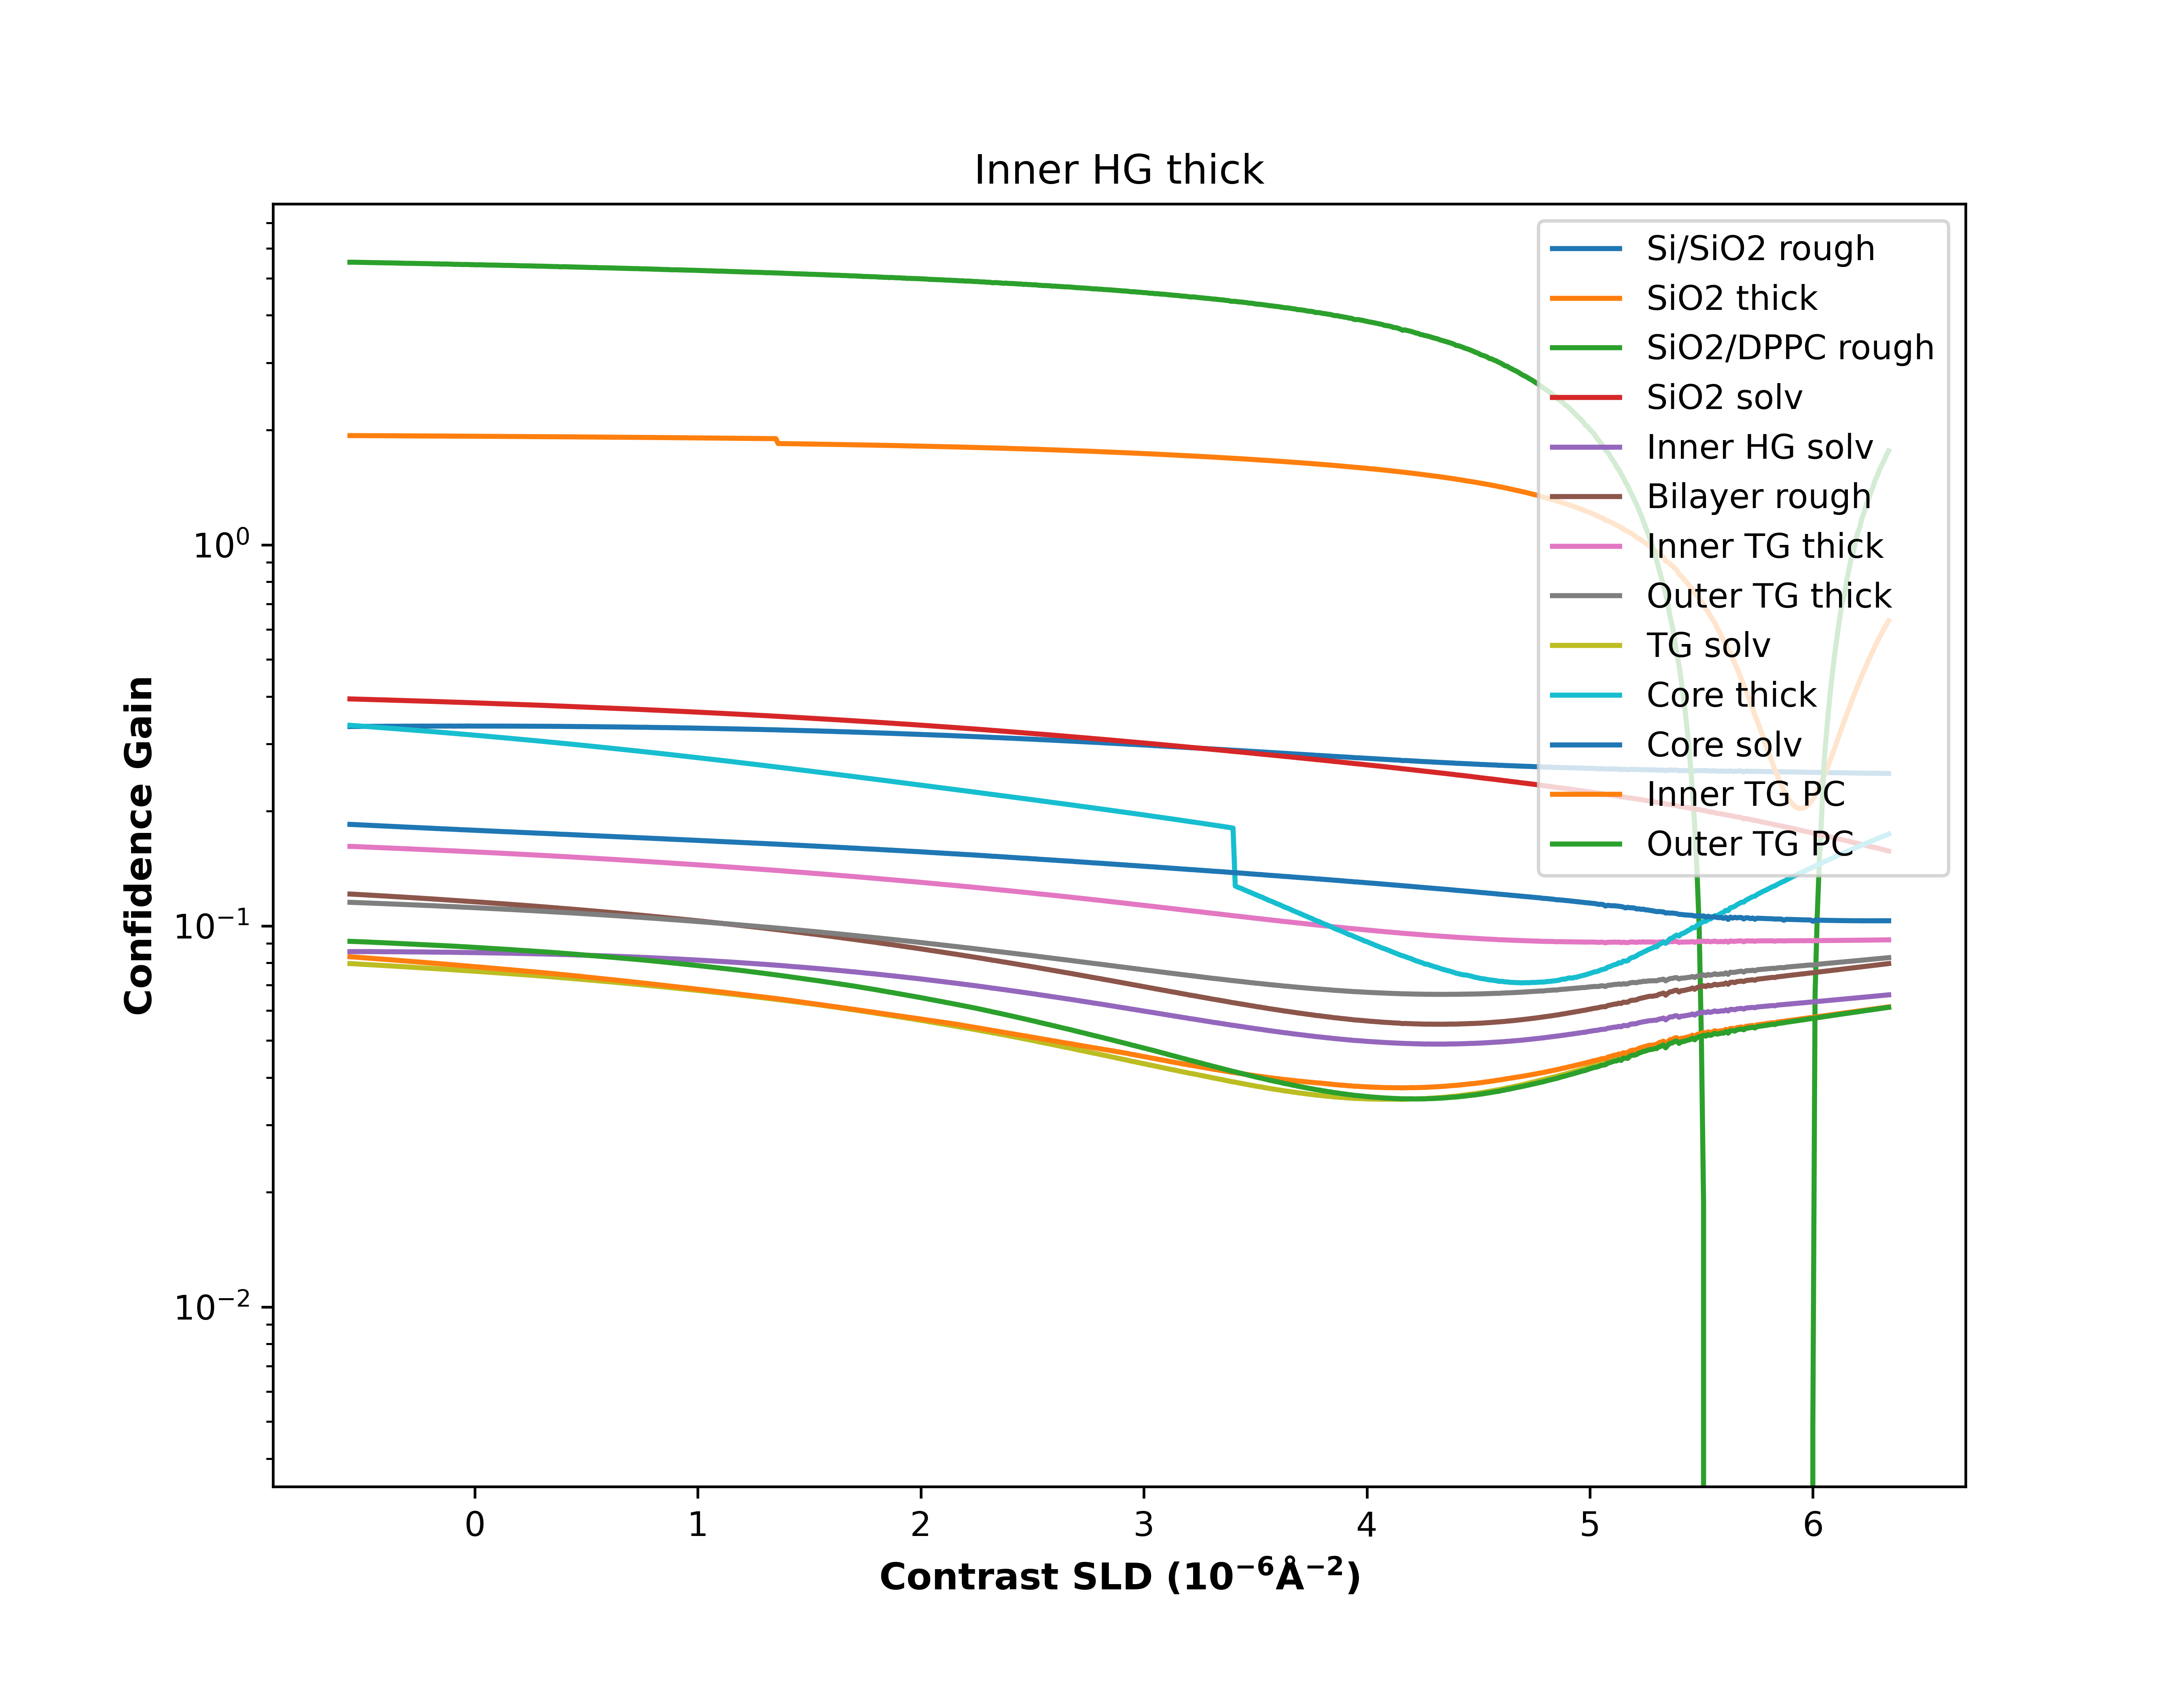 Inner HG thick
Si/SiO2 rough
SiO2 thick
SiO2/DPPC rough
SiO2 solv
Inner HG solv
Bilayer rough
Inner TG thick
Outer TG thick
TG solv
Core thick
Core solv
Inner TG PC
Outer TG PC
Confidence Gain
10⁰
10⁻¹
10⁻²
0 1 2 3 4 5 6
Contrast SLD (10⁻⁶Å⁻²)